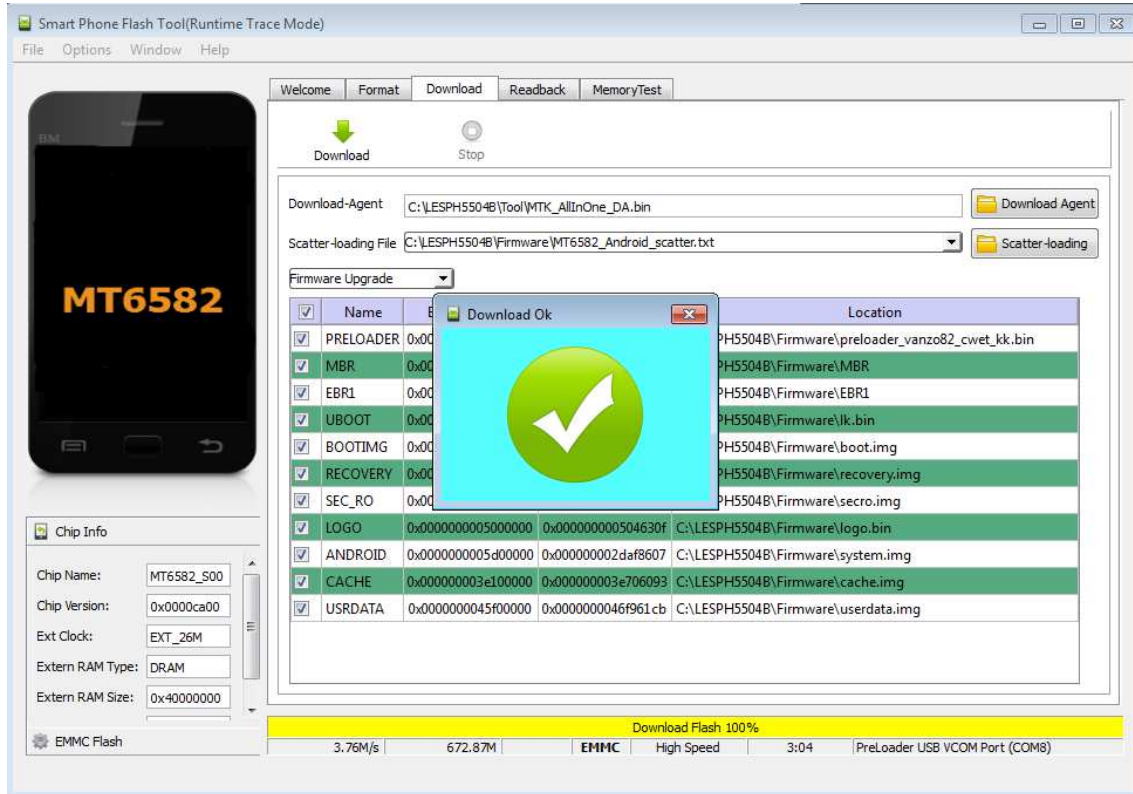 Smart Phone Flash Tool(Runtime Trace Mode)
File Options Window Help
BM
MT6582
Welcome Format Download Readback MemoryTest
Download Stop
Download-Agent C:\LESPH5504B\Tool\MTK_AllInOne_DA.bin Download Agent
Scatter-loading File C:\LESPH5504B\Firmware\MT6582_Android_scatter.txt Scatter-loading
Firmware Upgrade
Name Location
Download Ok
PRELOADER 0x00 PH5504B\Firmware\preloader_vanzo82_cwet_kk.bin
MBR 0x00 PH5504B\Firmware\MBR
EBR1 0x00 PH5504B\Firmware\EBR1
UBOOT 0x00 PH5504B\Firmware\lk.bin
BOOTIMG 0x00 PH5504B\Firmware\boot.img
RECOVERY 0x00 PH5504B\Firmware\recovery.img
SEC_RO 0x00 PH5504B\Firmware\secro.img
LOGO 0x0000000005000000 0x000000000504630f C:\LESPH5504B\Firmware\logo.bin
ANDROID 0x0000000005d00000 0x000000002daf8607 C:\LESPH5504B\Firmware\system.img
CACHE 0x000000003e100000 0x000000003e706093 C:\LESPH5504B\Firmware\cache.img
USRDATA 0x0000000045f00000 0x0000000046f961cb C:\LESPH5504B\Firmware\userdata.img
Chip Info
Chip Name: MT6582_S00
Chip Version: 0x0000ca00
Ext Clock: EXT_26M
Extern RAM Type: DRAM
Extern RAM Size: 0x40000000
EMMC Flash
Download Flash 100%
3.76M/s 672.87M EMMC High Speed 3:04 PreLoader USB VCOM Port (COM8)